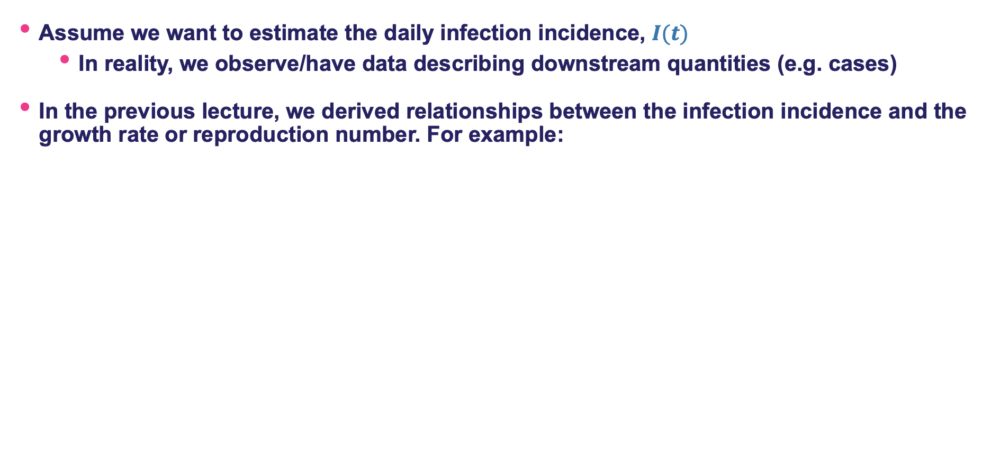 • Assume we want to estimate the daily infection incidence, I(t)
• In reality, we observe/have data describing downstream quantities (e.g. cases)
• In the previous lecture, we derived relationships between the infection incidence and the
growth rate or reproduction number. For example: